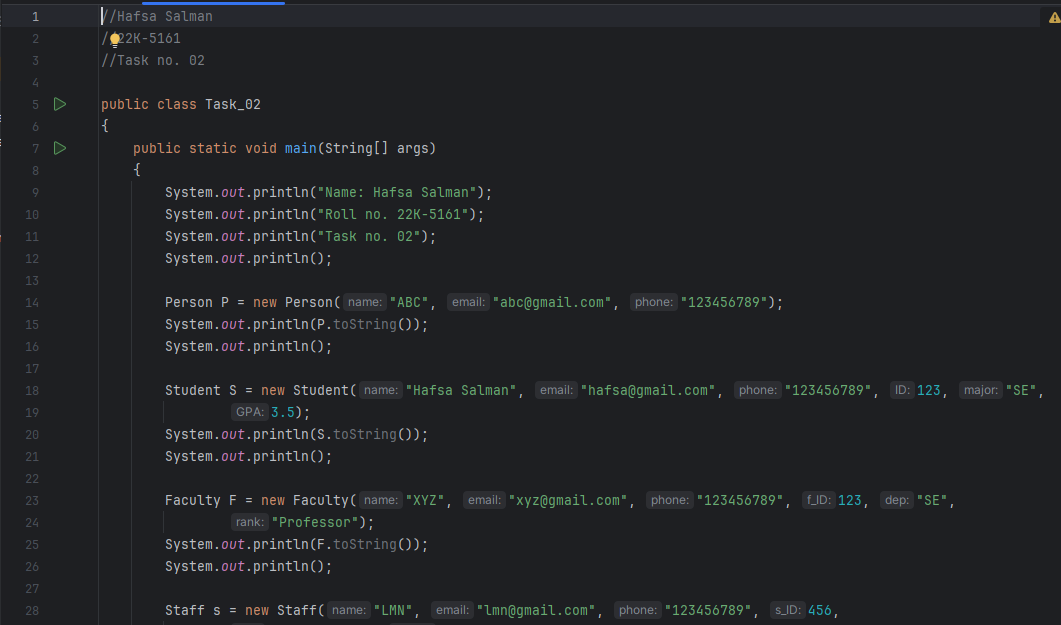 1 //Hafsa Salman
2 //22K-5161
3 //Task no. 02
4
5 public class Task_02
6 {
7 public static void main(String[] args)
8 {
9 System.out.println("Name: Hafsa Salman");
10 System.out.println("Roll no. 22K-5161");
11 System.out.println("Task no. 02");
12 System.out.println();
13
14 Person P = new Person( name: "ABC", email: "abc@gmail.com", phone: "123456789");
15 System.out.println(P.toString());
16 System.out.println();
17
18 Student S = new Student( name: "Hafsa Salman", email: "hafsa@gmail.com", phone: "123456789", ID: 123, major: "SE",
19 GPA: 3.5);
20 System.out.println(S.toString());
21 System.out.println();
22
23 Faculty F = new Faculty( name: "XYZ", email: "xyz@gmail.com", phone: "123456789", f_ID: 123, dep: "SE",
24 rank: "Professor");
25 System.out.println(F.toString());
26 System.out.println();
27
28 Staff s = new Staff( name: "LMN", email: "lmn@gmail.com", phone: "123456789", s_ID: 456,